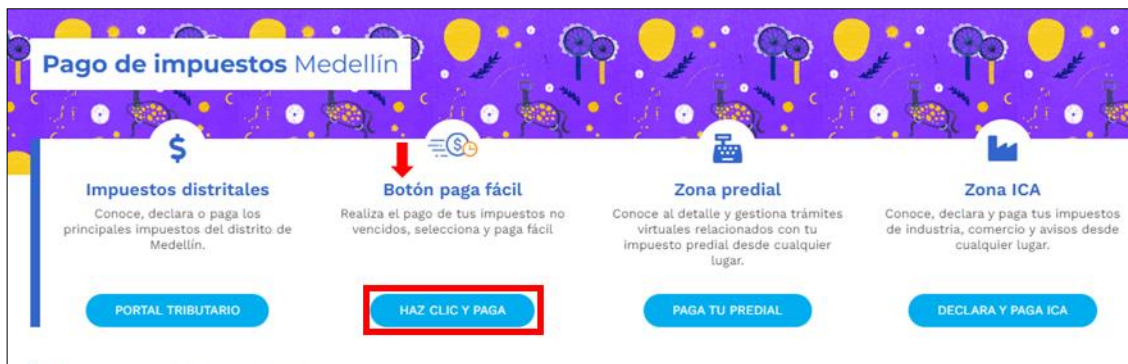 Pago de impuestos Medellín
Impuestos distritales
Conoce, declara o paga los
principales impuestos del distrito de
Medellín.
PORTAL TRIBUTARIO
Botón paga fácil
Realiza el pago de tus impuestos no
vencidos, selecciona y paga fácil
HAZ CLIC Y PAGA
Zona predial
Conoce al detalle y gestiona trámites
virtuales relacionados con tu
impuesto predial desde cualquier
lugar.
PAGA TU PREDIAL
Zona ICA
Conoce, declara y paga tus impuestos
de industria, comercio y avisos desde
cualquier lugar.
DECLARA Y PAGA ICA